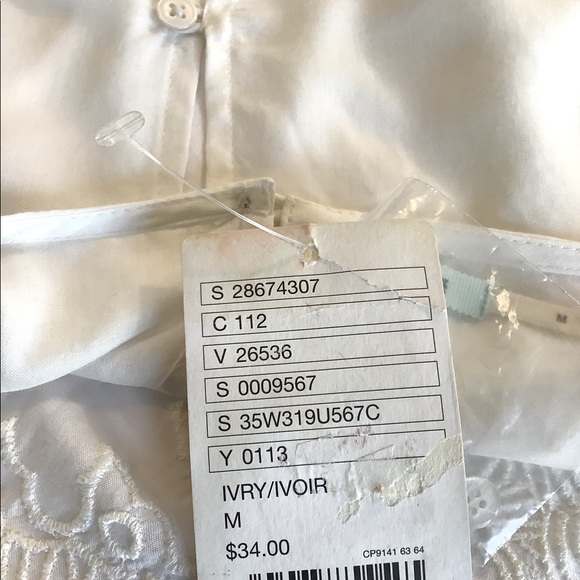 S 28674307
C 112
V 26536
S 0009567
S 35W319U567C
Y 0113
IVRY/IVOIR
M
$34.00
CP9141 63 64
M